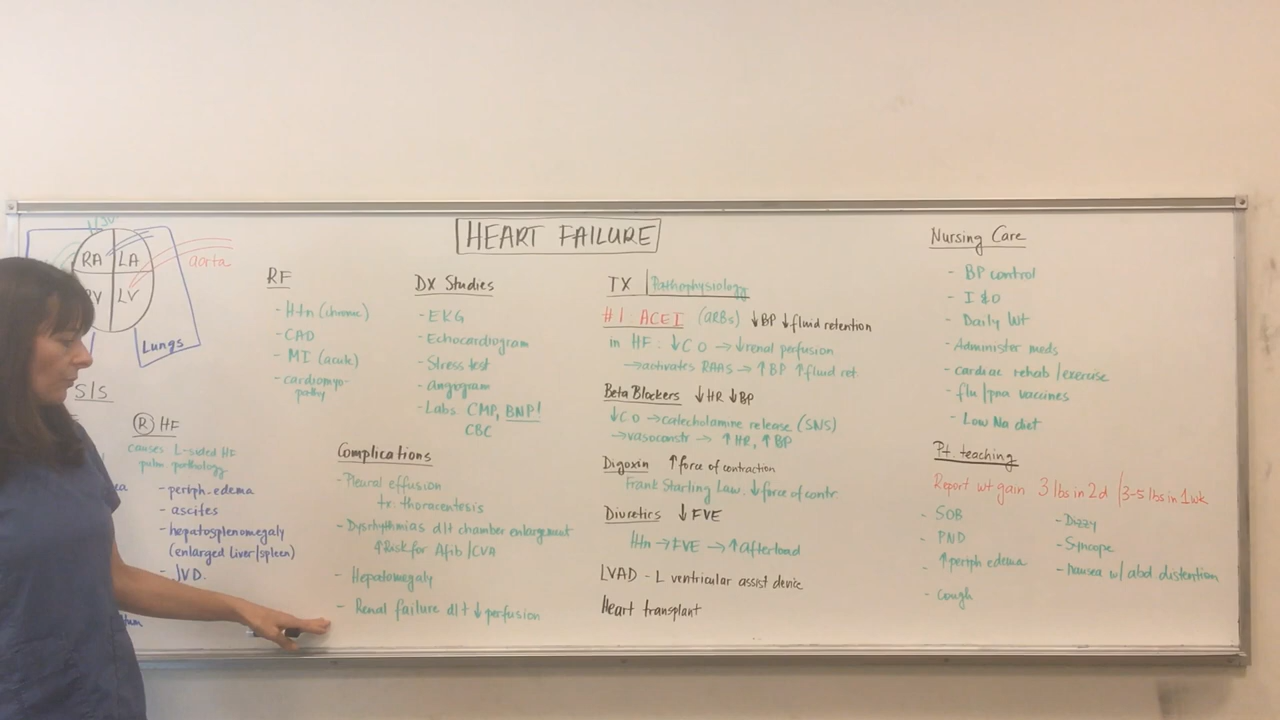 HEART FAILURE
RA LA
LV
aorta
Lungs
S/S
(R) HF
causes L-sided HF
pulm pathology
- periph. edema
- ascites
- hepatosplenomegaly
(enlarged Liver/spleen)
- JVD.
RF
- Htn (chronic)
- CAD
- MI (acute)
- cardiomyo-
pathy
DX Studies
- EKG
- Echocardiogram
- Stress test
- angiogram
- Labs: CMP, BNP!
CBC
Complications
- Pleural effusion
tx. thoracentesis
- Dysrhythmias d/t chamber enlargement
↑Risk for Afib/CVA
- Hepatomegaly
- Renal failure d/t ↓ perfusion
TX | Pathophysiology
#1: ACEI (ARBs) ↓BP ↓fluid retention
in HF: ↓CO → ↓renal perfusion
→activates RAAS → ↑BP ↑fluid ret.
Beta Blockers ↓HR ↓BP
↓CO → catecholamine release (SNS)
→vasoconstr → ↑HR, ↑BP
Digoxin ↑force of contraction
Frank Starling Law. ↓force of contr.
Diuretics ↓FVE
Htn → FVE → ↑Afterload
LVAD - L ventricular assist device
Heart transplant
Nursing Care
- BP control
- I & O
- Daily Wt
- Administer meds
- cardiac rehab/exercise
- flu/pna vaccines
- Low Na diet
Pt. teaching
Report wt gain 3 lbs in 2d /3-5 lbs in 1 wk
- SOB
- PND
- ↑periph edema
- Cough
- Dizzy
- Syncope
- Nausea w/ abd distention